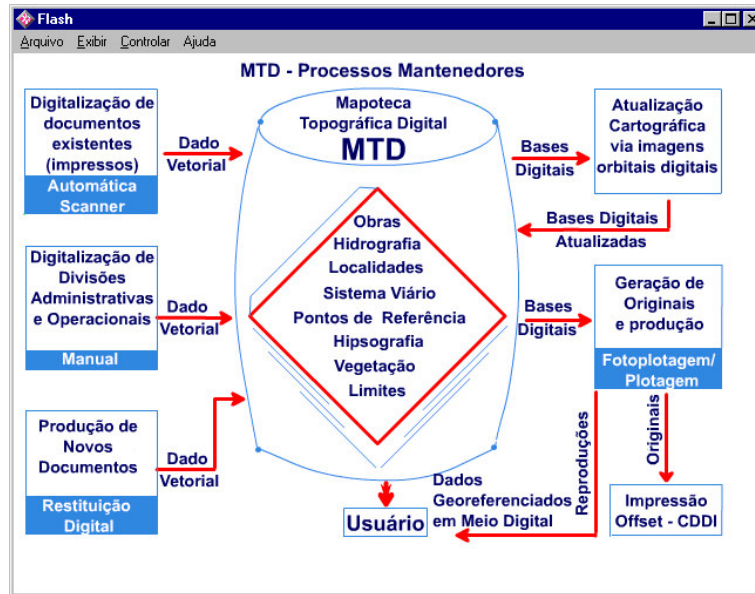 Flash
Arquivo Exibir Controlar Ajuda
MTD - Processos Mantenedores
Digitalização de
documentos
existentes
(impressos)
Automática
Scanner
Dado
Vetorial
Digitalização de
Divisões
Administrativas
e Operacionais
Manual
Dado
Vetorial
Produção de
Novos
Documentos
Restituição
Digital
Dado
Vetorial
Mapoteca
Topográfica Digital
MTD
Obras
Hidrografia
Localidades
Sistema Viário
Pontos de Referência
Hipsografia
Vegetação
Limites
Bases
Digitais
Atualização
Cartográfica
via imagens
orbitais digitais
Bases Digitais
Atualizadas
Bases
Digitais
Geração de
Originais
e produção
Fotoplotagem/
Plotagem
Reproduções
Originais
Impressão
Offset - CDDI
Dados
Georeferenciados
em Meio Digital
Usuário